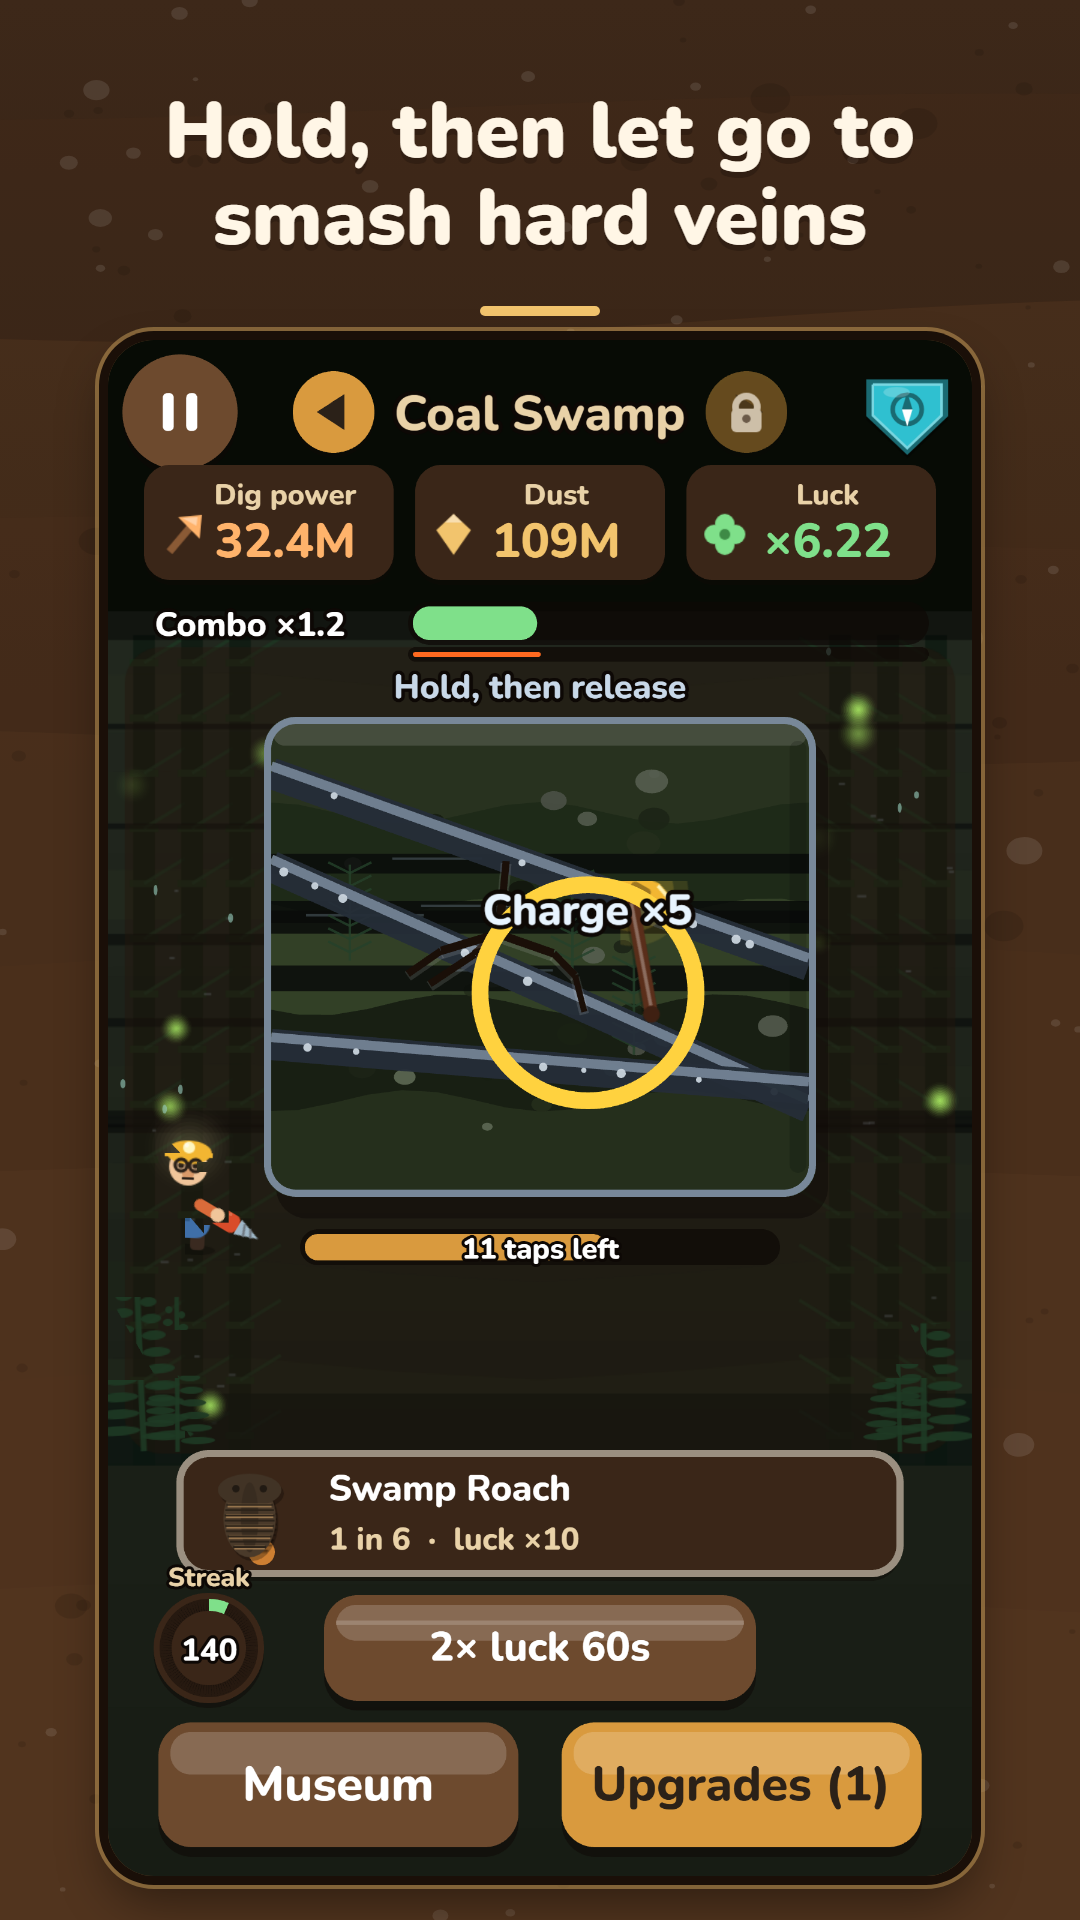 Hold, then let go to
smash hard veins
Coal Swamp
Dig power
32.4M
Dust
109M
Luck
×6.22
Combo ×1.2
Hold, then release
Charge ×5
11 taps left
Swamp Roach
1 in 6 · luck ×10
Streak
140
2× luck 60s
Museum
Upgrades (1)